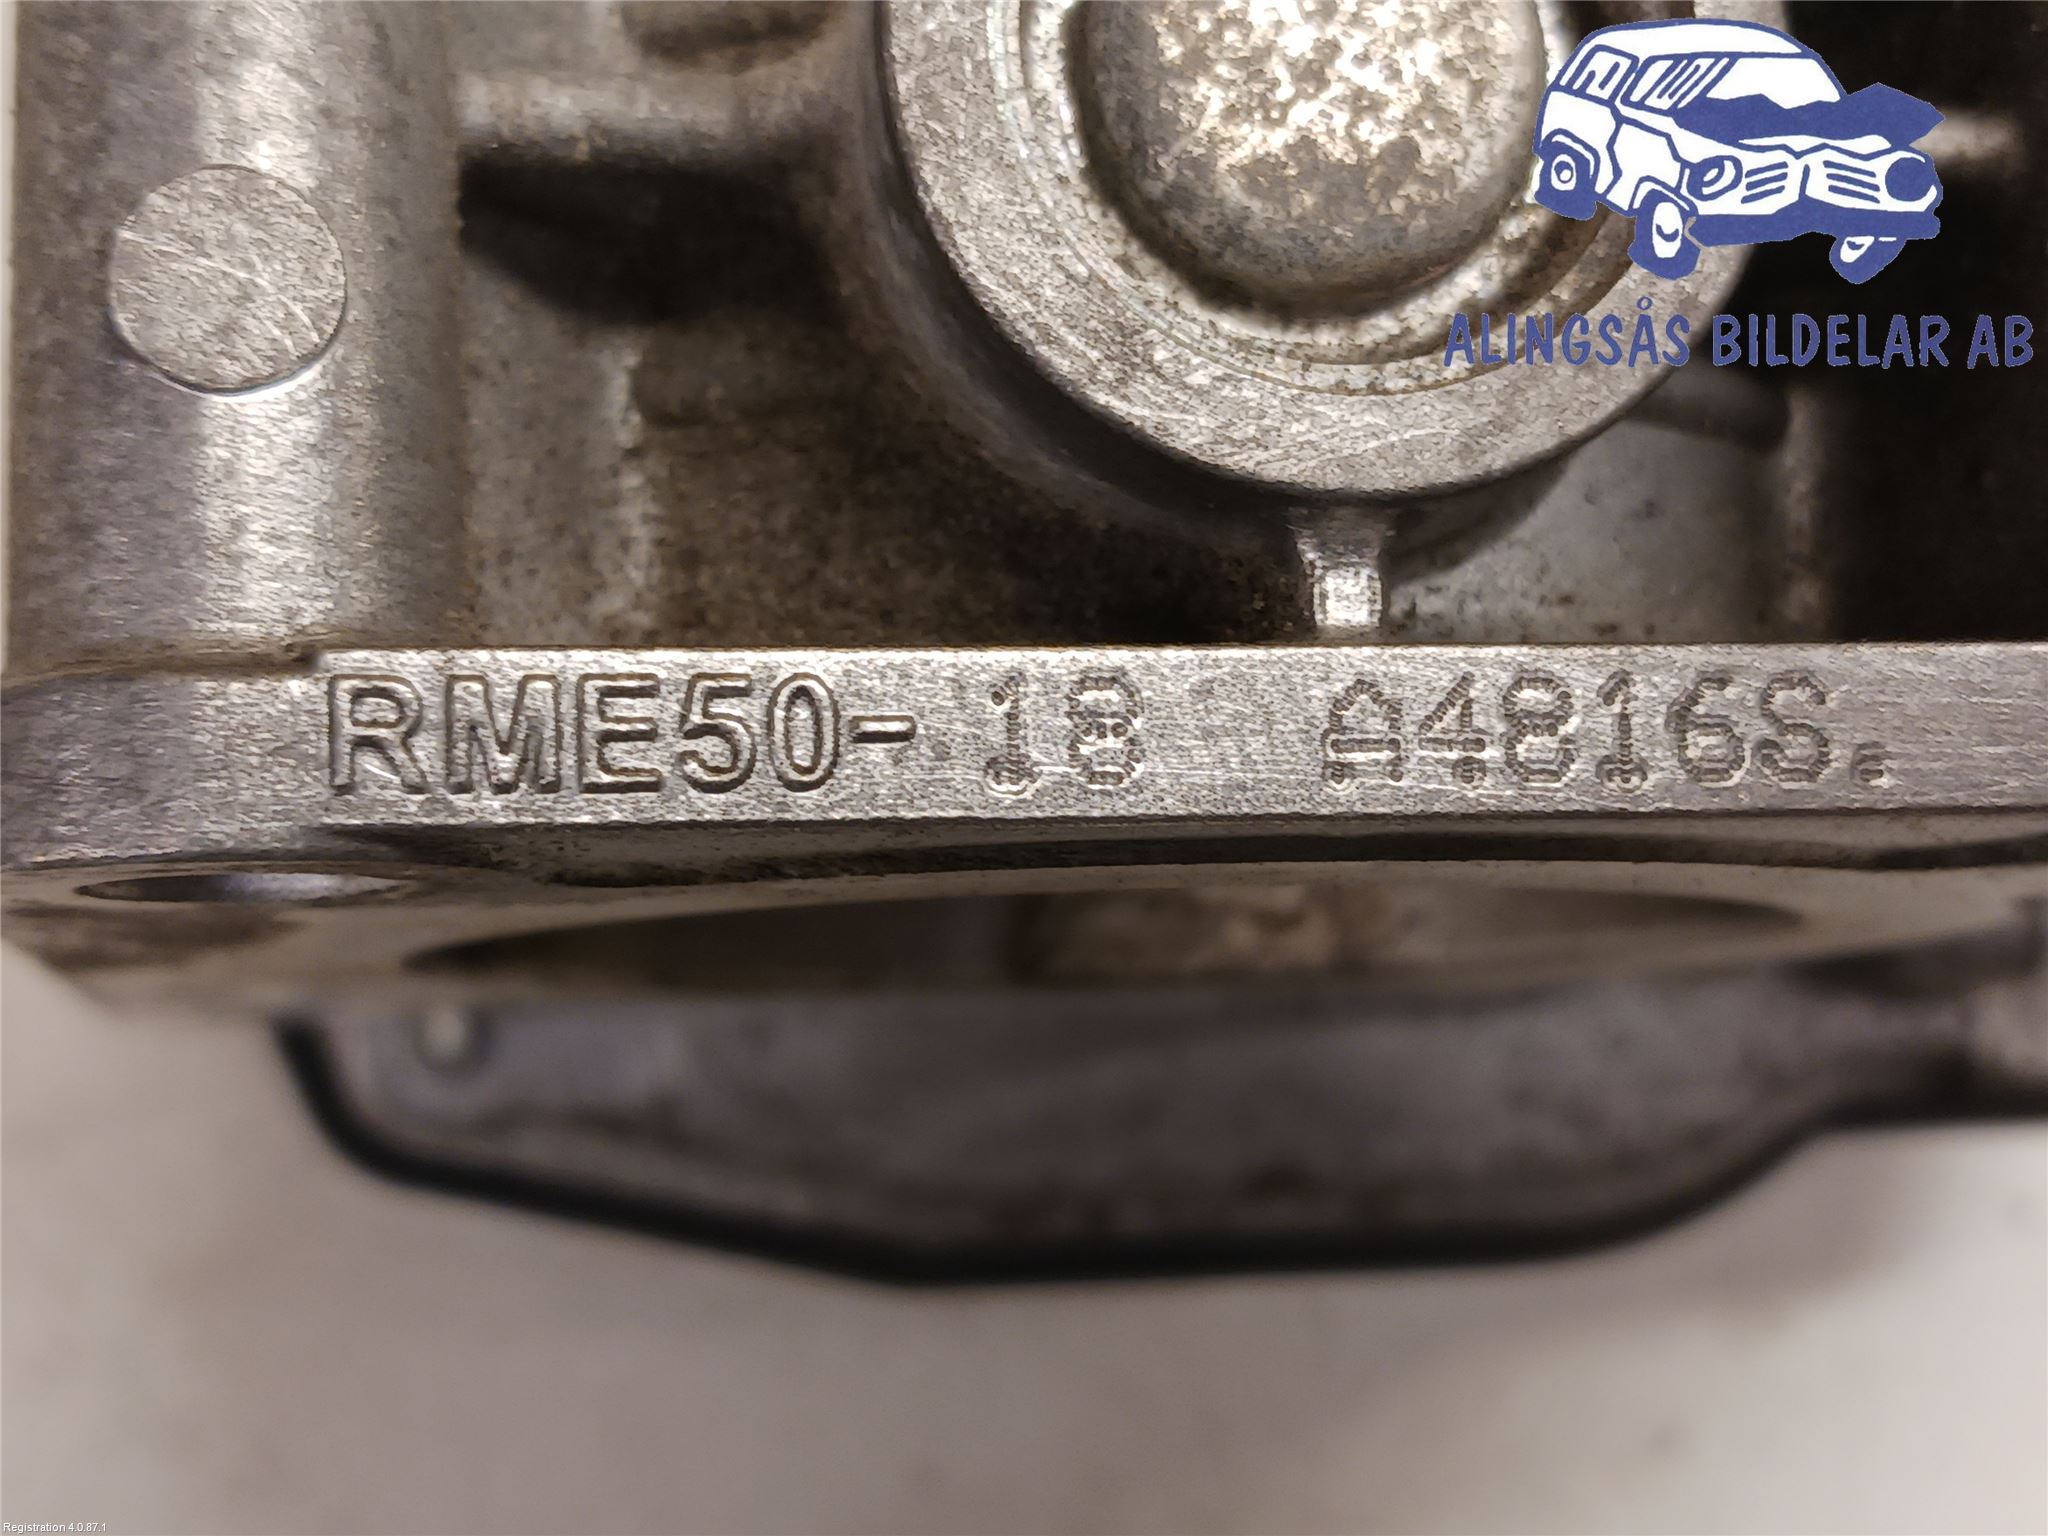 ALINGSÅS BILDELAR AB
RME50- 18 A4816S.
Registration 4.0.87.1